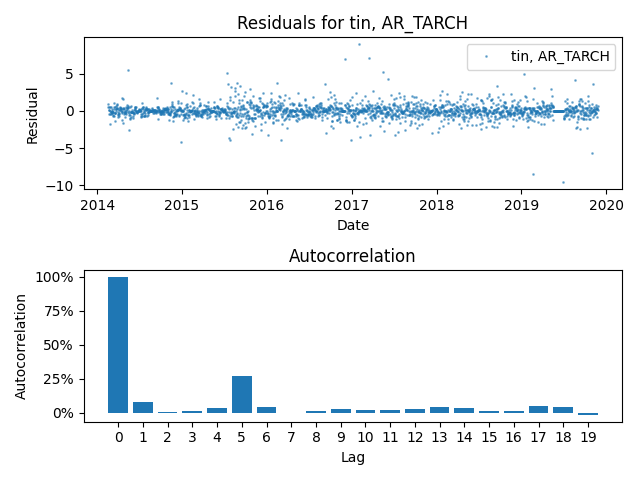 Residuals for tin, AR_TARCH
tin, AR_TARCH
Residual
5
0
−5
−10
2014 2015 2016 2017 2018 2019 2020
Date
Autocorrelation
Autocorrelation
100%
75%
50%
25%
0%
0 1 2 3 4 5 6 7 8 9 10 11 12 13 14 15 16 17 18 19
Lag